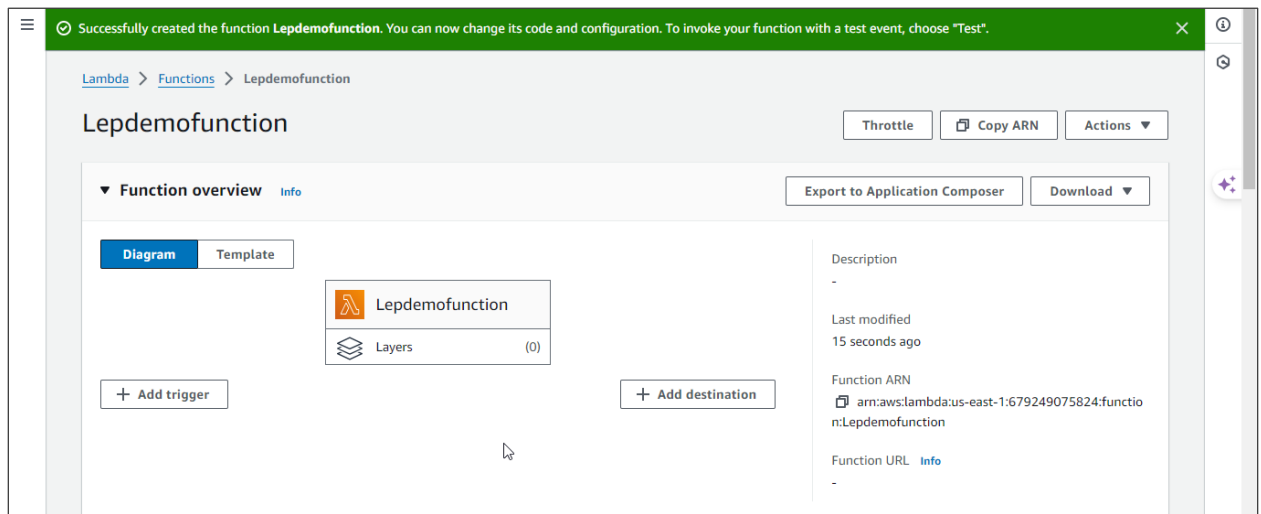 Successfully created the function Lepdemofunction. You can now change its code and configuration. To invoke your function with a test event, choose "Test".
Lambda > Functions > Lepdemofunction
Lepdemofunction
Throttle
Copy ARN
Actions
Function overview Info
Export to Application Composer
Download
Diagram
Template
Lepdemofunction
Layers (0)
+ Add trigger
+ Add destination
Description
-
Last modified
15 seconds ago
Function ARN
arn:aws:lambda:us-east-1:679249075824:functio
n:Lepdemofunction
Function URL Info
-